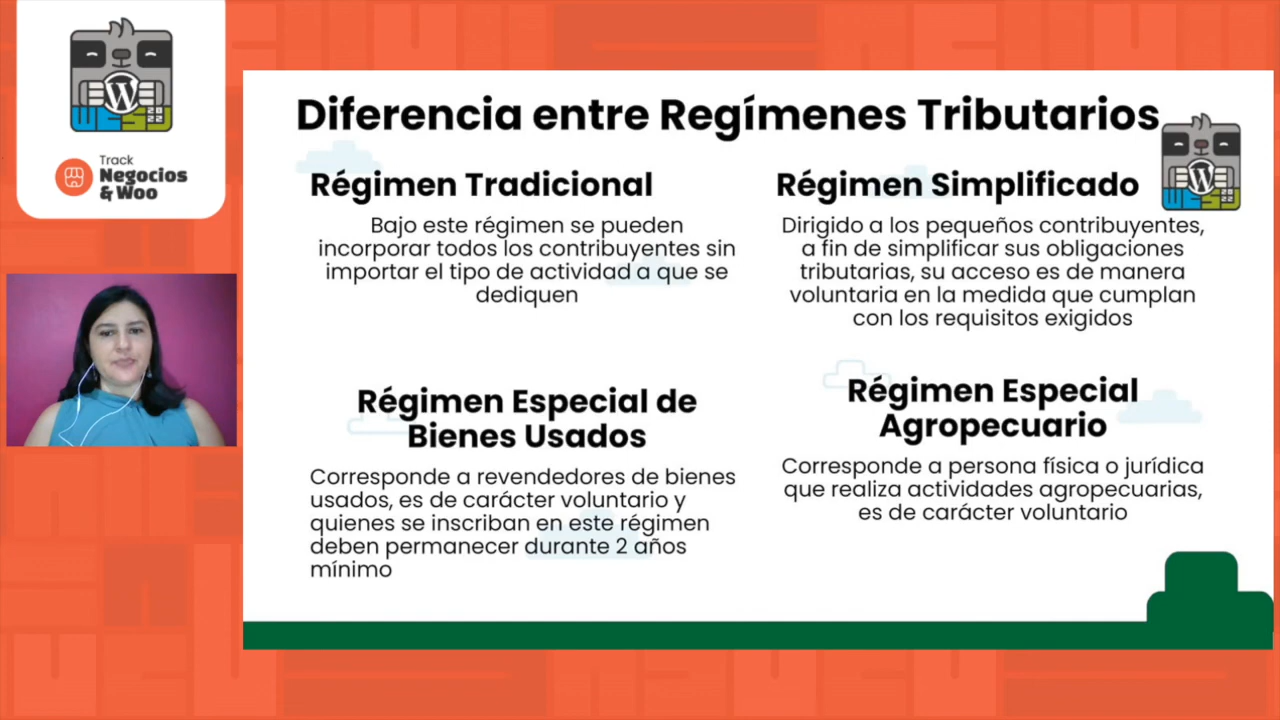 WCS
20
22
Track
Negocios
& Woo
Diferencia entre Regímenes Tributarios
Régimen Tradicional
Bajo este régimen se pueden
incorporar todos los contribuyentes sin
importar el tipo de actividad a que se
dediquen
Régimen Simplificado
Dirigido a los pequeños contribuyentes,
a fin de simplificar sus obligaciones
tributarias, su acceso es de manera
voluntaria en la medida que cumplan
con los requisitos exigidos
Régimen Especial de
Bienes Usados
Corresponde a revendedores de bienes
usados, es de carácter voluntario y
quienes se inscriban en este régimen
deben permanecer durante 2 años
mínimo
Régimen Especial
Agropecuario
Corresponde a persona física o jurídica
que realiza actividades agropecuarias,
es de carácter voluntario